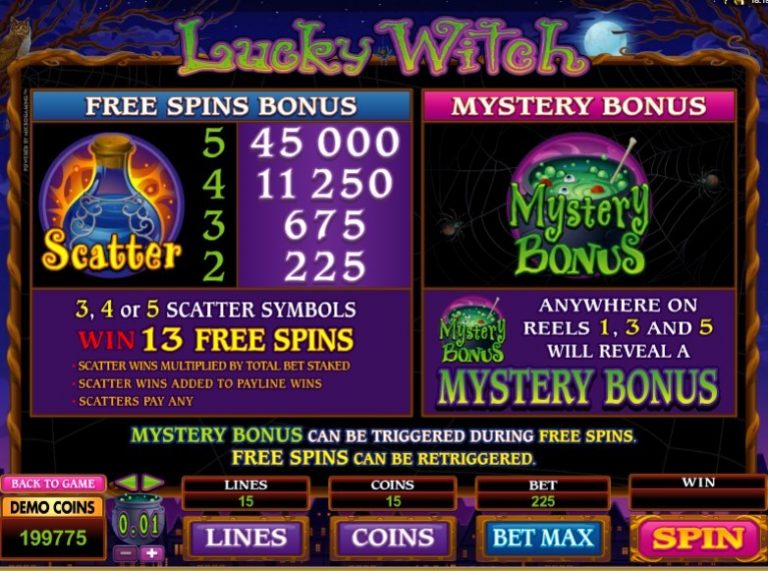 Lucky Witch
POWERED BY MICROGAMING™
FREE SPINS BONUS
Scatter
5 45 000
4 11 250
3 675
2 225
3, 4 or 5 SCATTER SYMBOLS
WIN 13 FREE SPINS
• SCATTER WINS MULTIPLIED BY TOTAL BET STAKED
• SCATTER WINS ADDED TO PAYLINE WINS
• SCATTERS PAY ANY
MYSTERY BONUS
Mystery
BONUS
Mystery
BONUS
ANYWHERE ON
REELS 1, 3 AND 5
WILL REVEAL A
MYSTERY BONUS
MYSTERY BONUS CAN BE TRIGGERED DURING FREE SPINS.
FREE SPINS CAN BE RETRIGGERED.
BACK TO GAME
DEMO COINS
199775
0.01
LINES
15
COINS
15
BET
225
WIN
LINES
COINS
BET MAX
SPIN